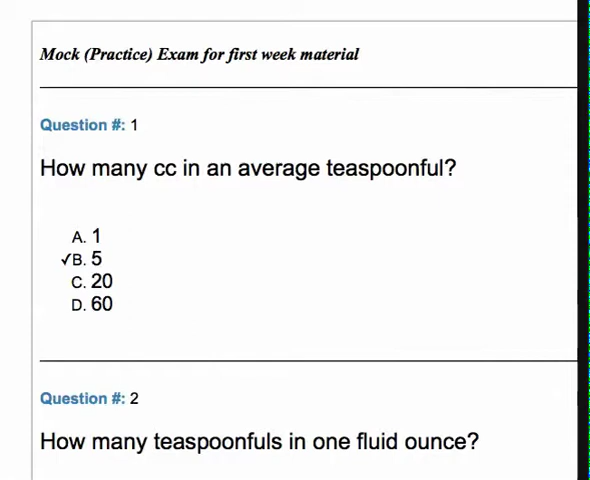 Mock (Practice) Exam for first week material
Question #: 1
How many cc in an average teaspoonful?
A. 1
✓B. 5
C. 20
D. 60
Question #: 2
How many teaspoonfuls in one fluid ounce?